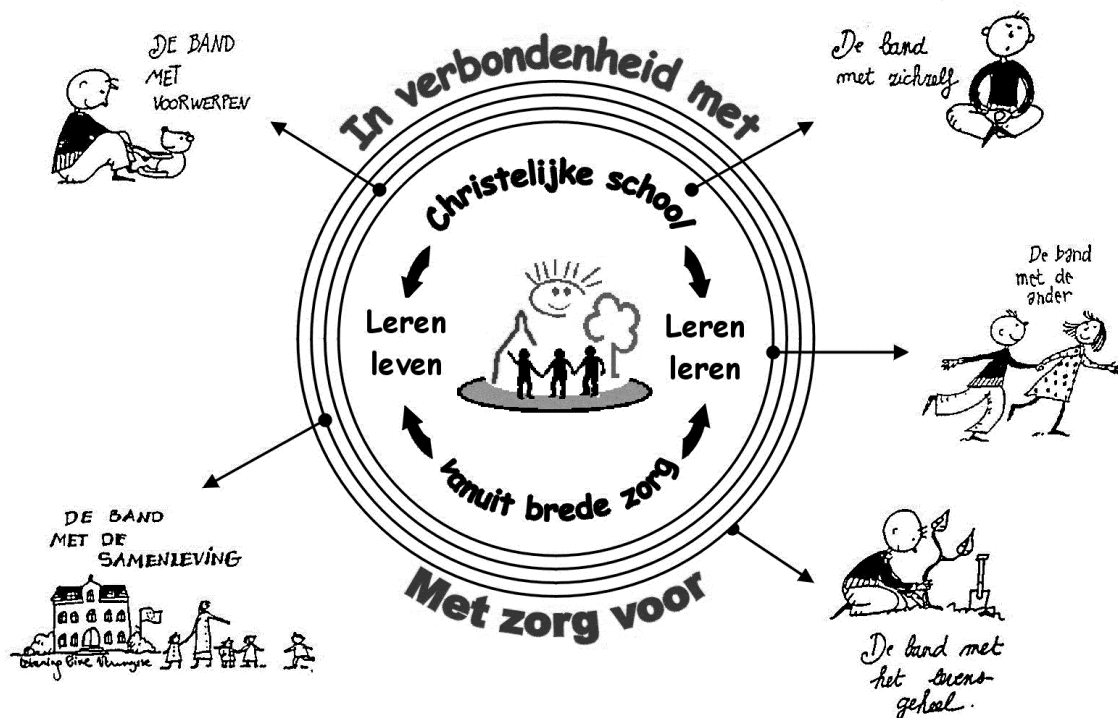 DE BAND
MET
VOORWERPEN
In verbondenheid met
De band
met zichzelf
Christelijke school
De band
met de
ander
Leren
leven
Leren
leren
vanuit brede zorg
DE BAND
MET DE
SAMENLEVING
Met zorg voor
De band met
het levens-
geheel.